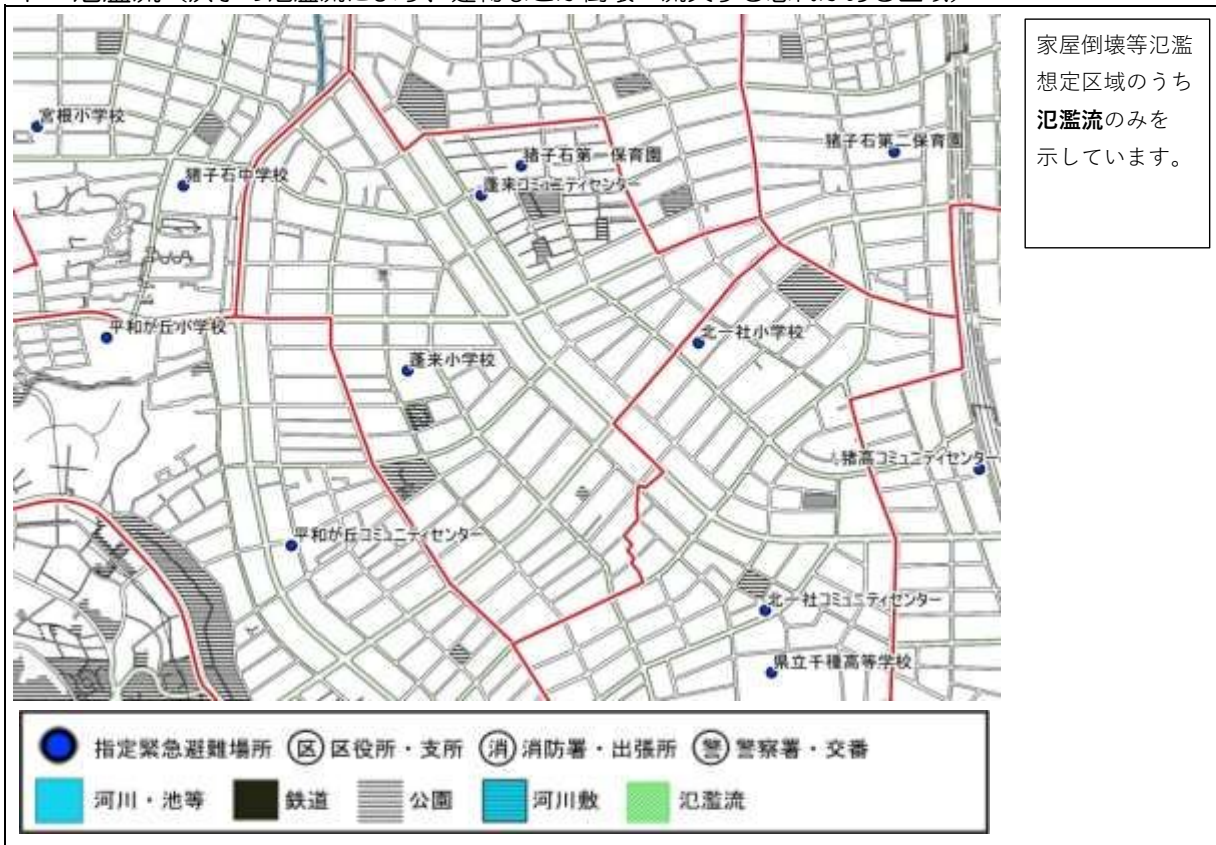 家屋倒壊等氾濫
想定区域のうち
氾濫流のみを
示しています。
宮根小学校
猪子石第一保育園
猪子石第二保育園
猪子石中学校
蓬来コミュニティセンター
平和が丘小学校
北一社小学校
蓬来小学校
猪高コミュニティセンター
平和が丘コミュニティセンター
北一社コミュニティセンター
県立千種高等学校
指定緊急避難場所
区 区役所・支所
消 消防署・出張所
警 警察署・交番
河川・池等
鉄道
公園
河川敷
氾濫流